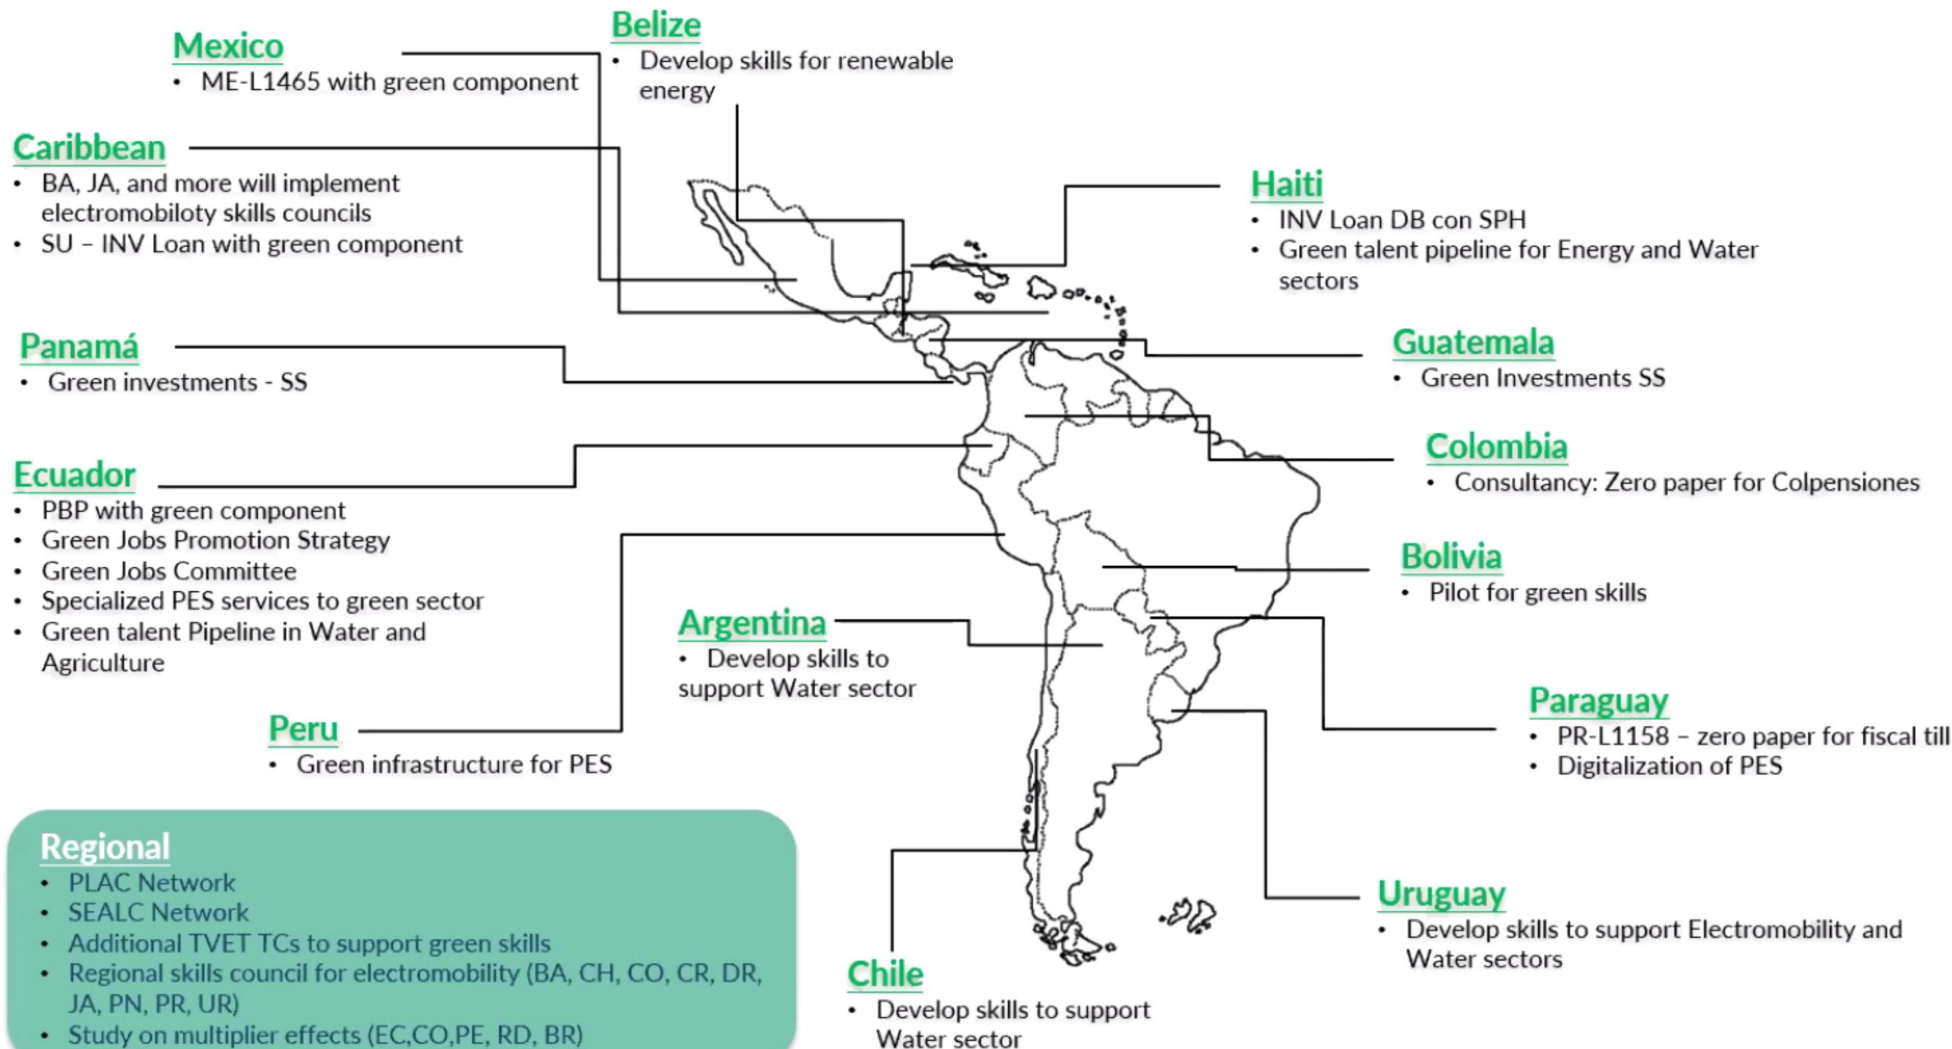 Mexico
• ME-L1465 with green component
Belize
• Develop skills for renewable
energy
Caribbean
• BA, JA, and more will implement
electromobiloty skills councils
• SU – INV Loan with green component
Haiti
• INV Loan DB con SPH
• Green talent pipeline for Energy and Water
sectors
Panamá
• Green investments - SS
Guatemala
• Green Investments SS
Ecuador
• PBP with green component
• Green Jobs Promotion Strategy
• Green Jobs Committee
• Specialized PES services to green sector
• Green talent Pipeline in Water and
Agriculture
Colombia
• Consultancy: Zero paper for Colpensiones
Bolivia
• Pilot for green skills
Argentina
• Develop skills to
support Water sector
Peru
• Green infrastructure for PES
Paraguay
• PR-L1158 – zero paper for fiscal till
• Digitalization of PES
Regional
• PLAC Network
• SEALC Network
• Additional TVET TCs to support green skills
• Regional skills council for electromobility (BA, CH, CO, CR, DR,
JA, PN, PR, UR)
• Study on multiplier effects (EC,CO,PE, RD, BR)
Chile
• Develop skills to support
Water sector
Uruguay
• Develop skills to support Electromobility and
Water sectors